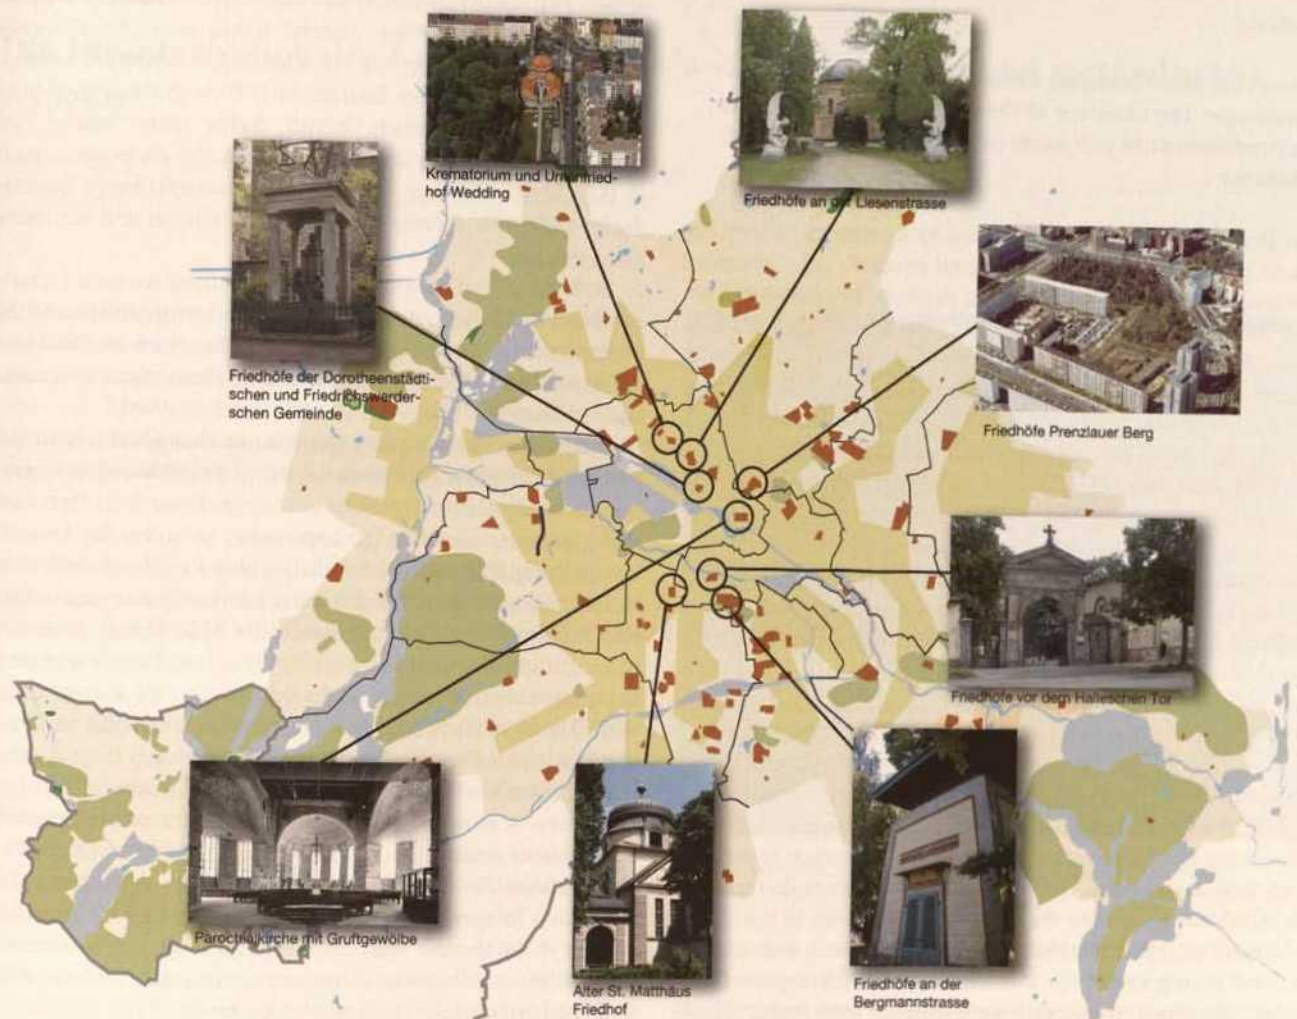 Krematorium und Urnenfried-
hof Wedding
Friedhöfe an der Liesenstrasse
Friedhöfe der Dorotheenstädti-
schen und Friedrichswerder-
schen Gemeinde
Friedhöfe Prenzlauer Berg
Friedhöfe vor dem Halleschen Tor
Parochialkirche mit Gruftgewölbe
Alter St. Matthäus
Friedhof
Friedhöfe an der
Bergmannstrasse